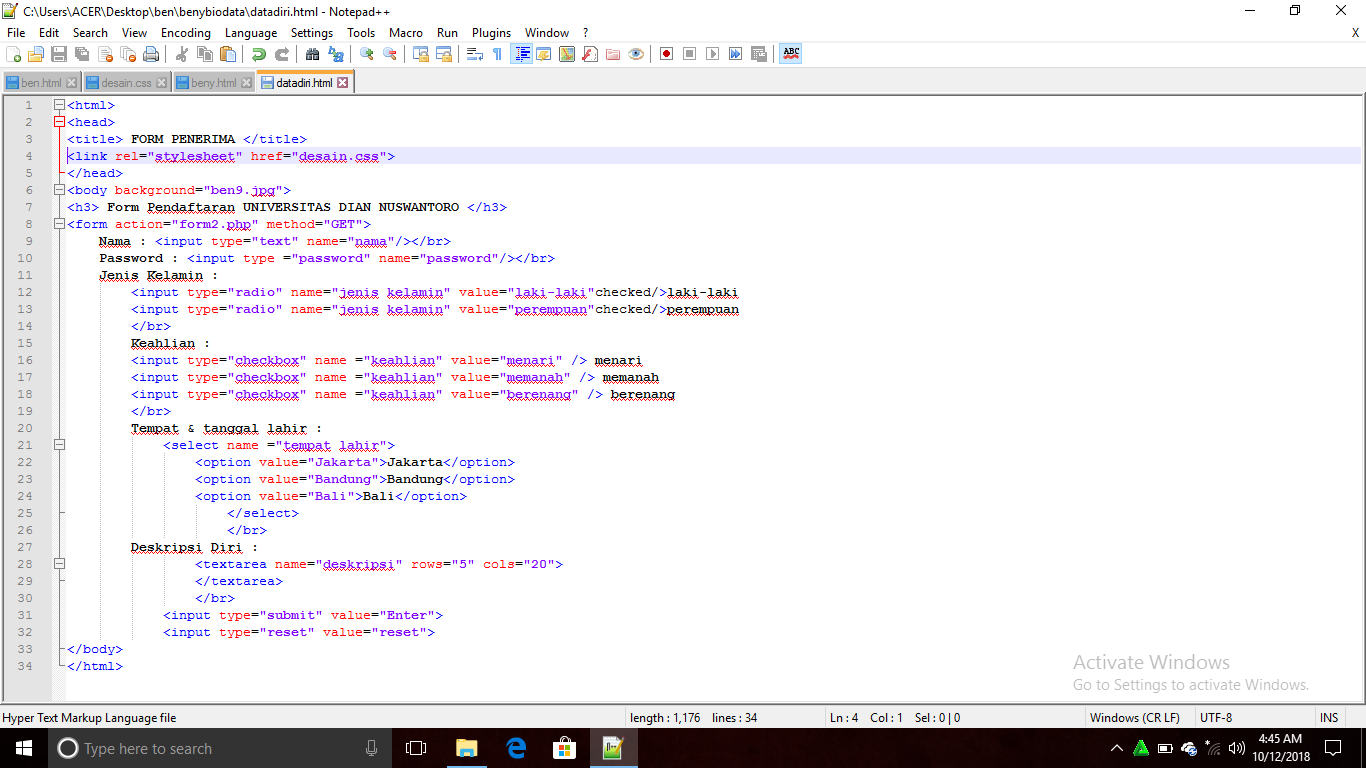 C:\Users\ACER\Desktop\ben\benybiodata\datadiri.html - Notepad++
File Edit Search View Encoding Language Settings Tools Macro Run Plugins Window ? X
ABC
ben.html desain.css beny.html datadiri.html
1 <html>
2 <head>
3 <title> FORM PENERIMA </title>
4 <link rel="stylesheet" href="desain.css">
5 </head>
6 <body background="ben9.jpg">
7 <h3> Form Pendaftaran UNIVERSITAS DIAN NUSWANTORO </h3>
8 <form action="form2.php" method="GET">
9 Nama : <input type="text" name="nama"/></br>
10 Password : <input type ="password" name="password"/></br>
11 Jenis Kelamin :
12 <input type="radio" name="jenis kelamin" value="laki-laki"checked/>laki-laki
13 <input type="radio" name="jenis kelamin" value="perempuan"checked/>perempuan
14 </br>
15 Keahlian :
16 <input type="checkbox" name ="keahlian" value="menari" /> menari
17 <input type="checkbox" name ="keahlian" value="memanah" /> memanah
18 <input type="checkbox" name ="keahlian" value="berenang" /> berenang
19 </br>
20 Tempat & tanggal lahir :
21 <select name ="tempat lahir">
22 <option value="Jakarta">Jakarta</option>
23 <option value="Bandung">Bandung</option>
24 <option value="Bali">Bali</option>
25 </select>
26 </br>
27 Deskripsi Diri :
28 <textarea name="deskripsi" rows="5" cols="20">
29 </textarea>
30 </br>
31 <input type="submit" value="Enter">
32 <input type="reset" value="reset">
33 </body>
34 </html>
Activate Windows
Go to Settings to activate Windows.
Hyper Text Markup Language file length : 1,176 lines : 34 Ln : 4 Col : 1 Sel : 0 | 0 Windows (CR LF) UTF-8 INS
Type here to search
4:45 AM
10/12/2018